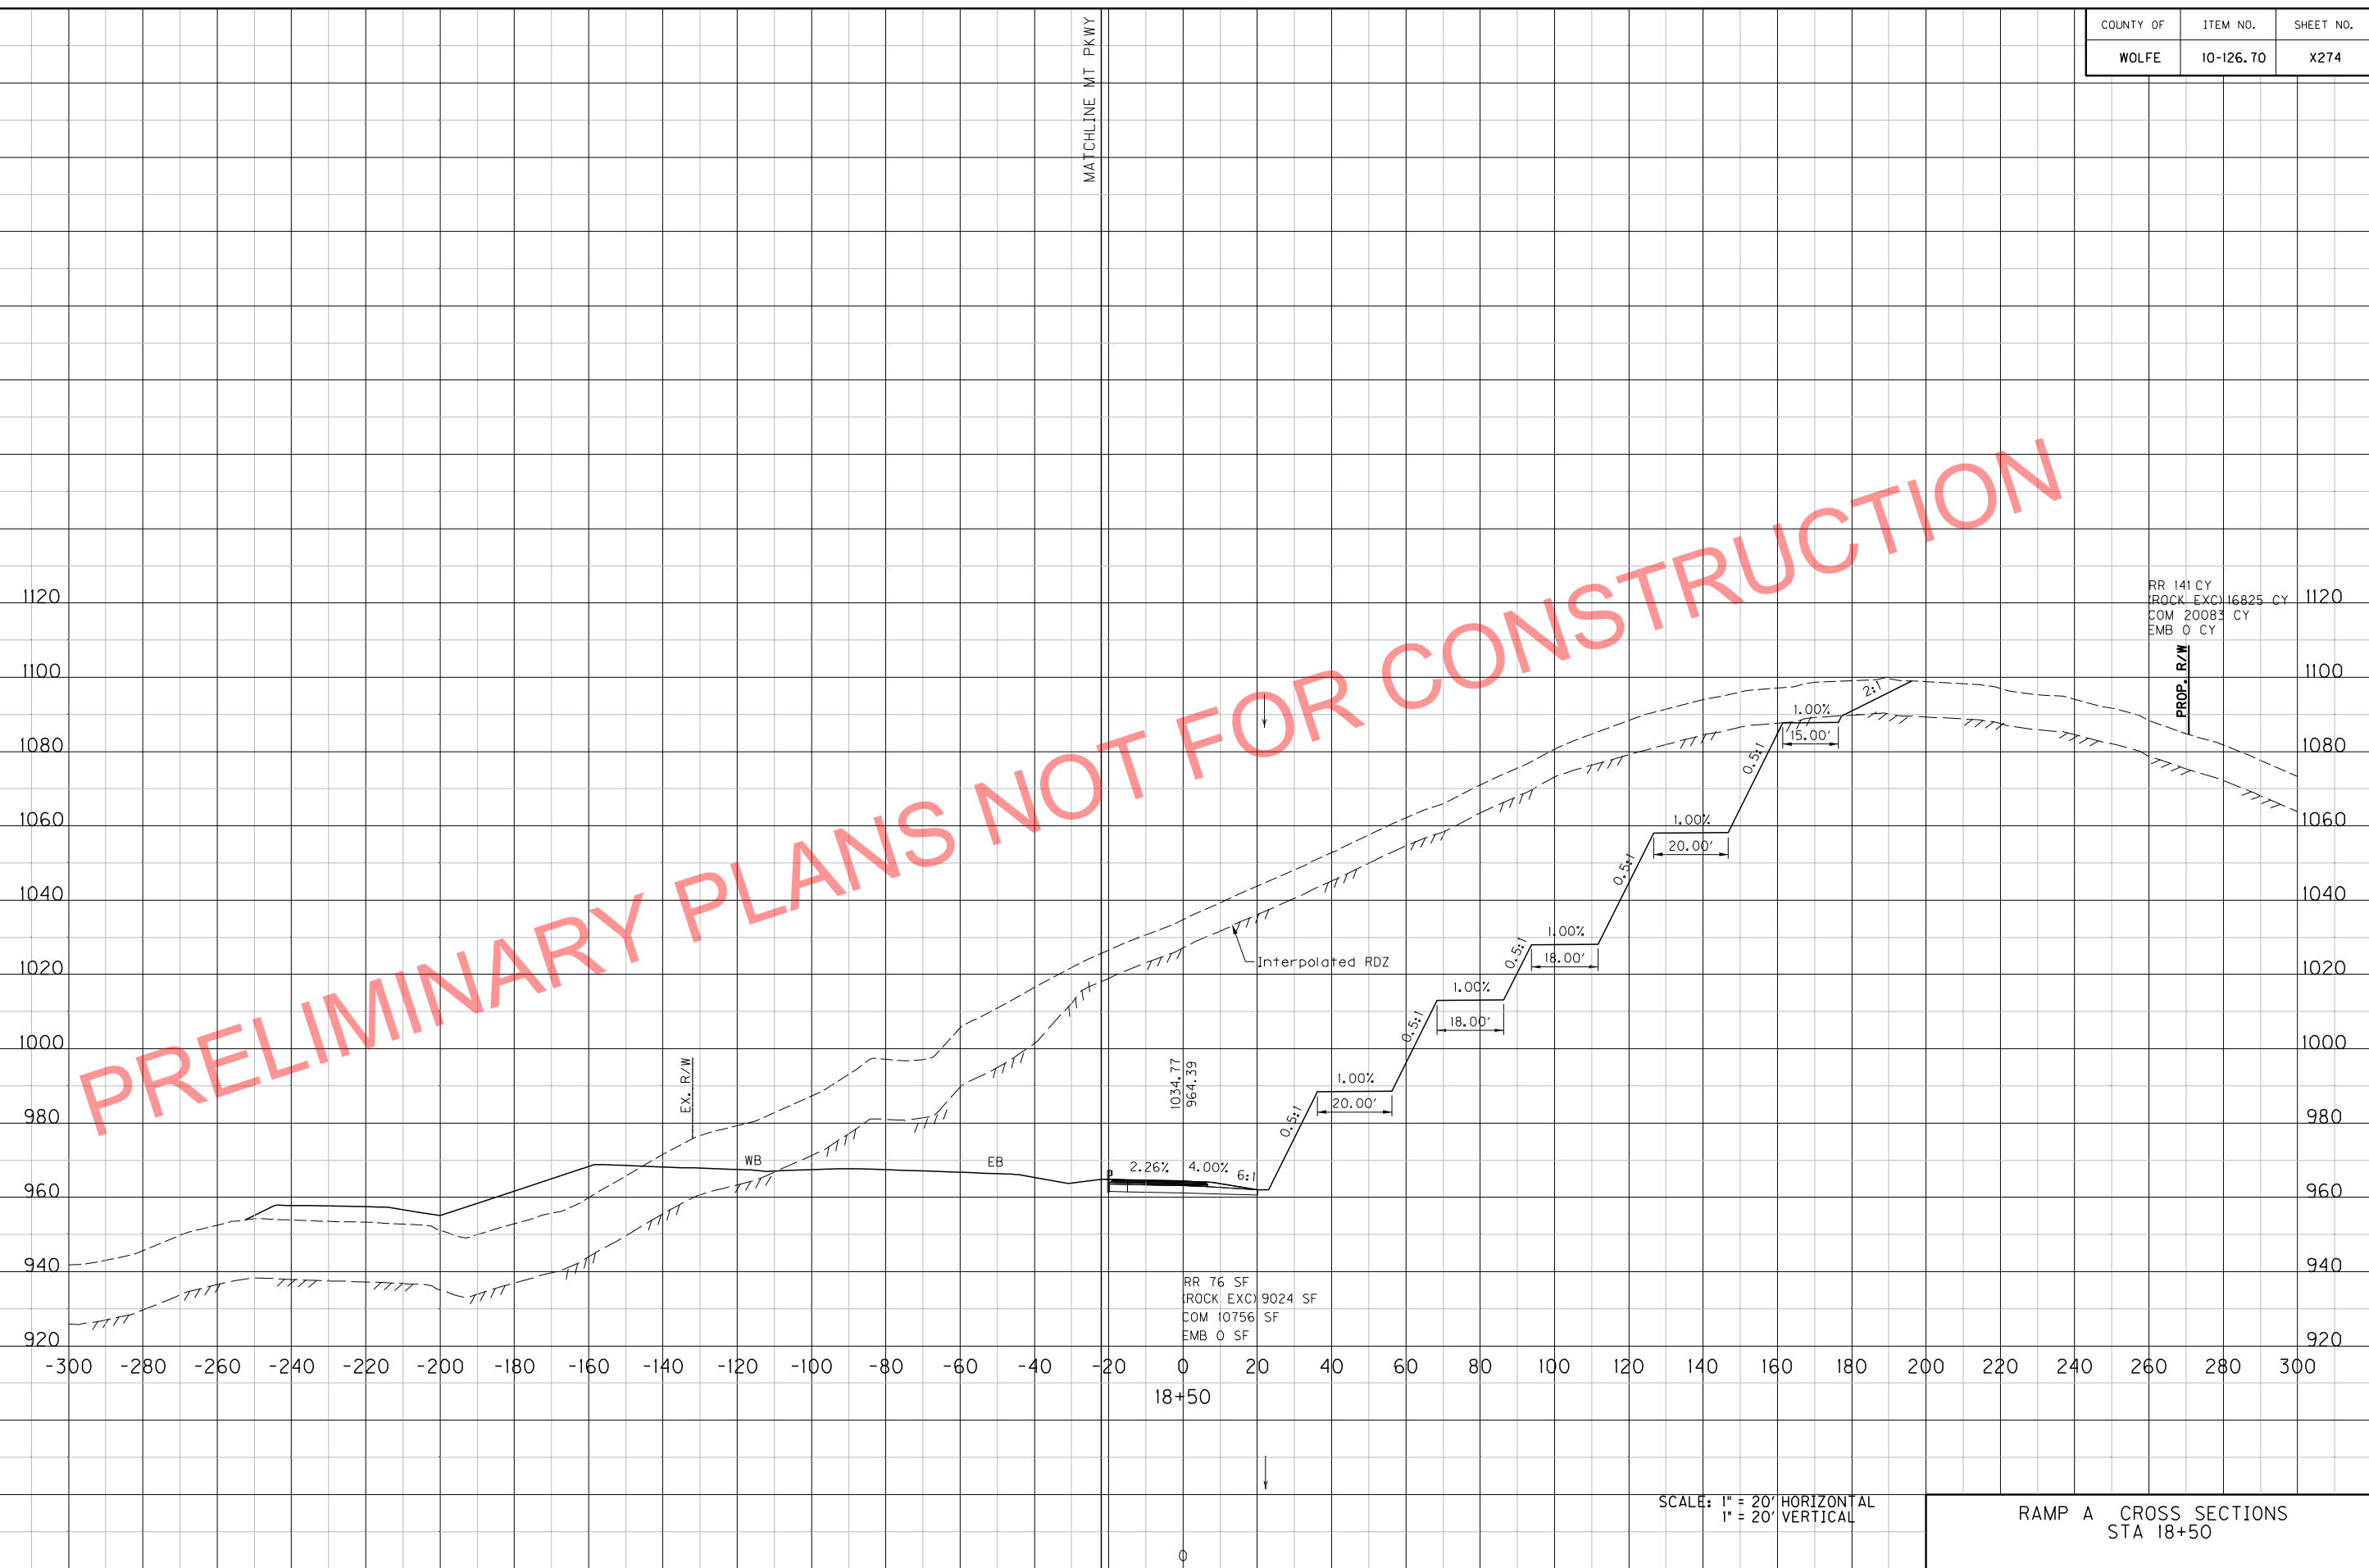 COUNTY OF ITEM NO. SHEET NO.
WOLFE 10-126.70 X274
MATCHLINE MT PKWY
PRELIMINARY PLANS NOT FOR CONSTRUCTION
RR 141 CY
(ROCK EXC) 16825 CY
COM 20083 CY
EMB 0 CY
PROP. R/W
1120 1120
1100 1100
1080 1080
1060 1060
1040 1040
1020 1020
1000 1000
980 980
960 960
940 940
920 920
2:1
1.00%
15.00'
0.5:1
1.00%
20.00'
0.5:1
1.00%
18.00'
0.5:1
1.00%
18.00'
0.5:1
1.00%
20.00'
0.5:1
Interpolated RDZ
EX. R/W
1034.77
964.39
WB
EB
2.26% 4.00% 6:1
RR 76 SF
(ROCK EXC) 9024 SF
COM 10756 SF
EMB 0 SF
-300 -280 -260 -240 -220 -200 -180 -160 -140 -120 -100 -80 -60 -40 -20 0 20 40 60 80 100 120 140 160 180 200 220 240 260 280 300
18+50
SCALE: 1" = 20' HORIZONTAL
1" = 20' VERTICAL
RAMP A CROSS SECTIONS
STA 18+50
0